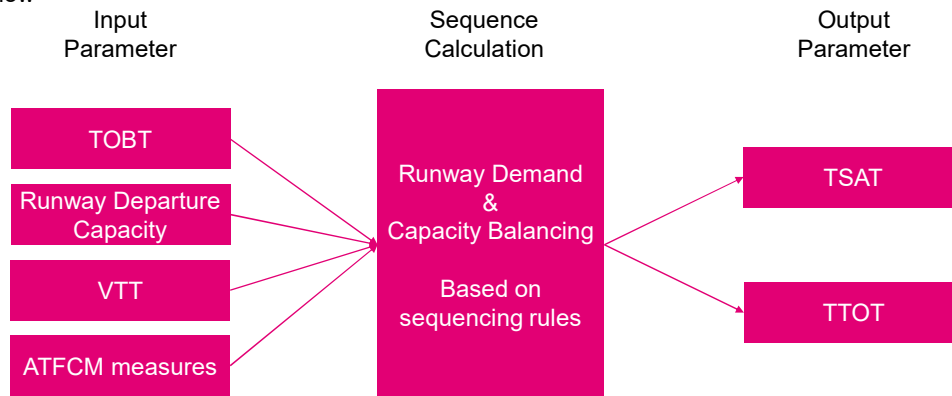 Input
Parameter
Sequence
Calculation
Output
Parameter
TOBT
Runway Departure
Capacity
VTT
ATFCM measures
Runway Demand
&
Capacity Balancing
Based on
sequencing rules
TSAT
TTOT